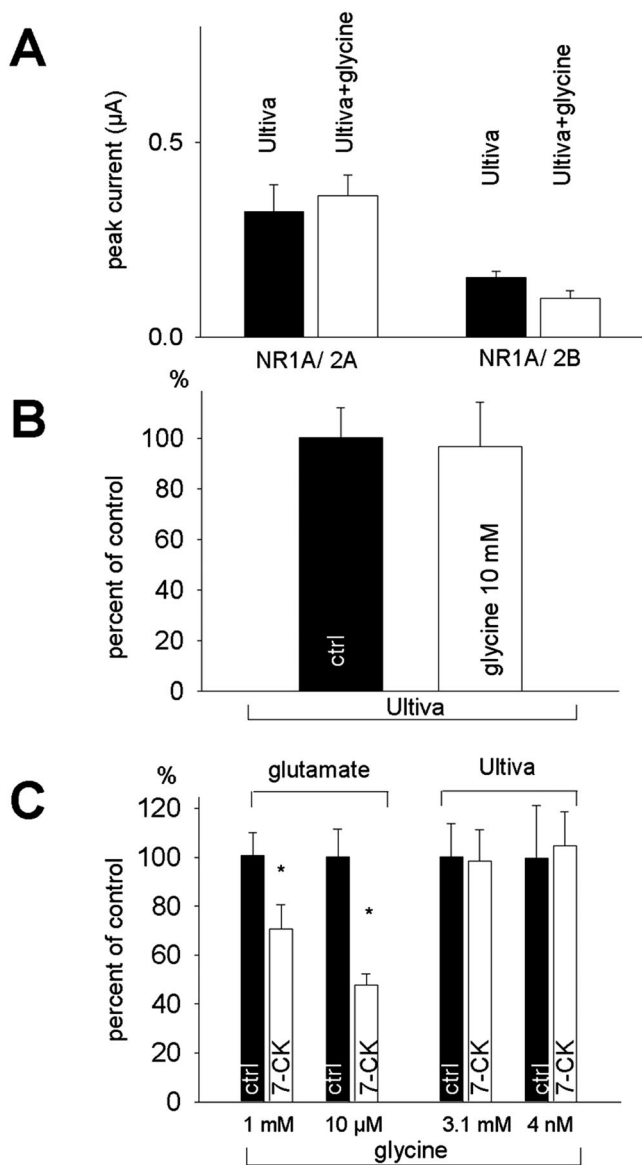 A
peak current (µA)
0.5
0.0
Ultiva
Ultiva+glycine
Ultiva
Ultiva+glycine
NR1A/ 2A
NR1A/ 2B
B
%
percent of control
100
80
60
40
20
0
ctrl
glycine 10 mM
Ultiva
C
%
percent of control
glutamate
Ultiva
120
100
80
60
40
20
0
*
*
ctrl
7-CK
ctrl
7-CK
ctrl
7-CK
ctrl
7-CK
1 mM
10 µM
3.1 mM
4 nM
glycine